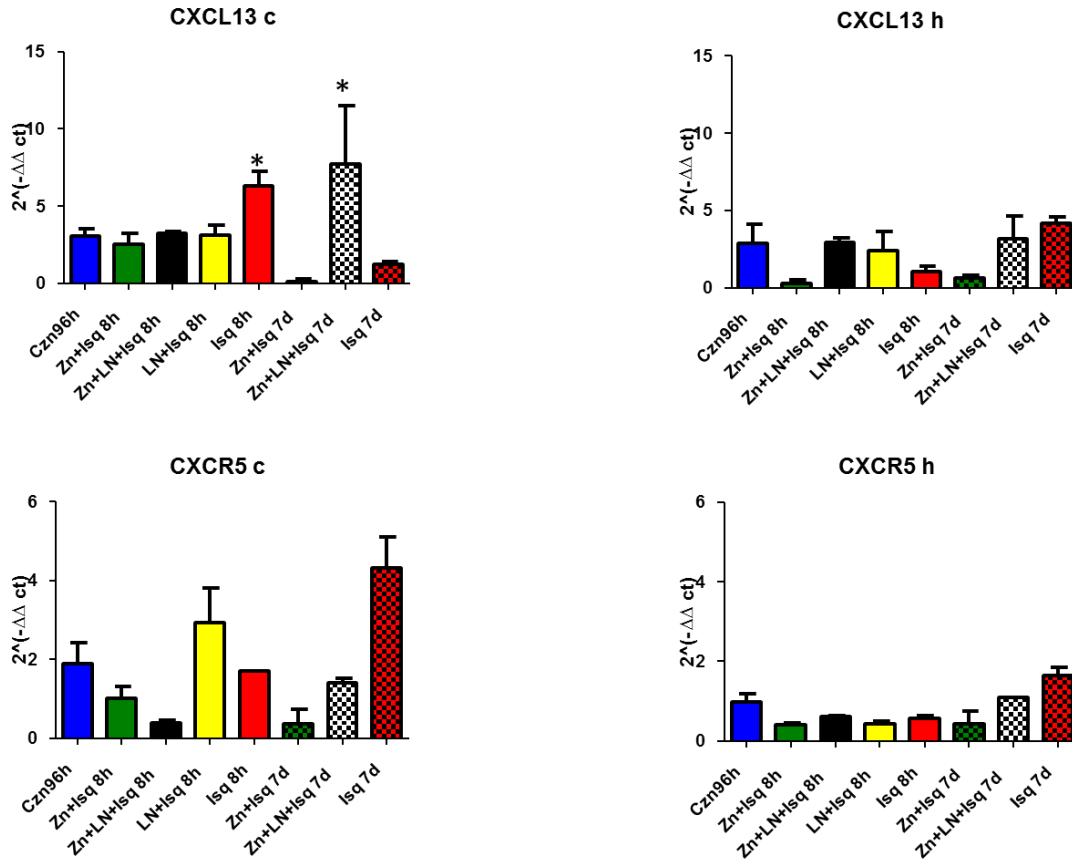 CXCL13 c
15
10
5
0
2^(-ΔΔ ct)
*
*
Czn96h
Zn+Isq 8h
Zn+LN+Isq 8h
LN+Isq 8h
Isq 8h
Zn+Isq 7d
Zn+LN+Isq 7d
Isq 7d
CXCL13 h
15
10
5
0
2^(-ΔΔ ct)
Czn96h
Zn+Isq 8h
Zn+LN+Isq 8h
LN+Isq 8h
Isq 8h
Zn+Isq 7d
Zn+LN+Isq 7d
Isq 7d
CXCR5 c
6
4
2
0
2^(-ΔΔ ct)
Czn96h
Zn+Isq 8h
Zn+LN+Isq 8h
LN+Isq 8h
Isq 8h
Zn+Isq 7d
Zn+LN+Isq 7d
Isq 7d
CXCR5 h
6
4
2
0
2^(-ΔΔ ct)
Czn96h
Zn+Isq 8h
Zn+LN+Isq 8h
LN+Isq 8h
Isq 8h
Zn+Isq 7d
Zn+LN+Isq 7d
Isq 7d